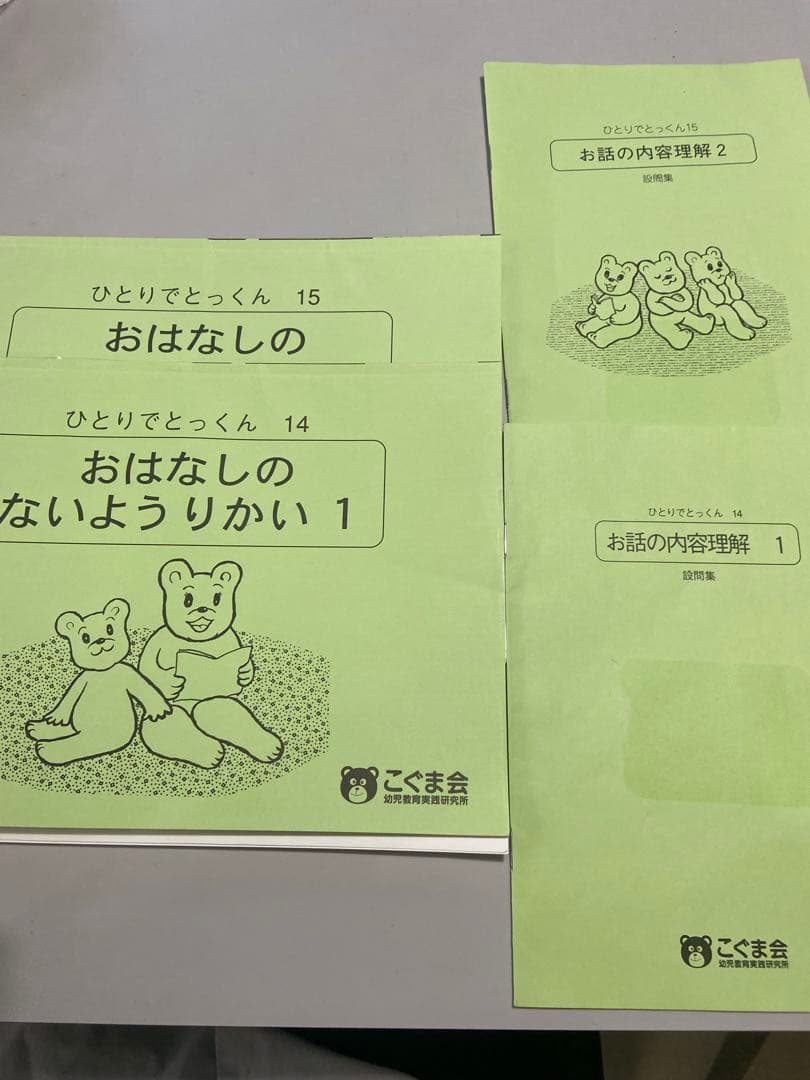 ひとりでとっくん 15
おはなしの
ひとりでとっくん 14
おはなしの
ないようりかい 1
こぐま会
幼児教育実践研究所
ひとりでとっくん15
お話の内容理解2
設問集
ひとりでとっくん 14
お話の内容理解 1
設問集
こぐま会
幼児教育実践研究所